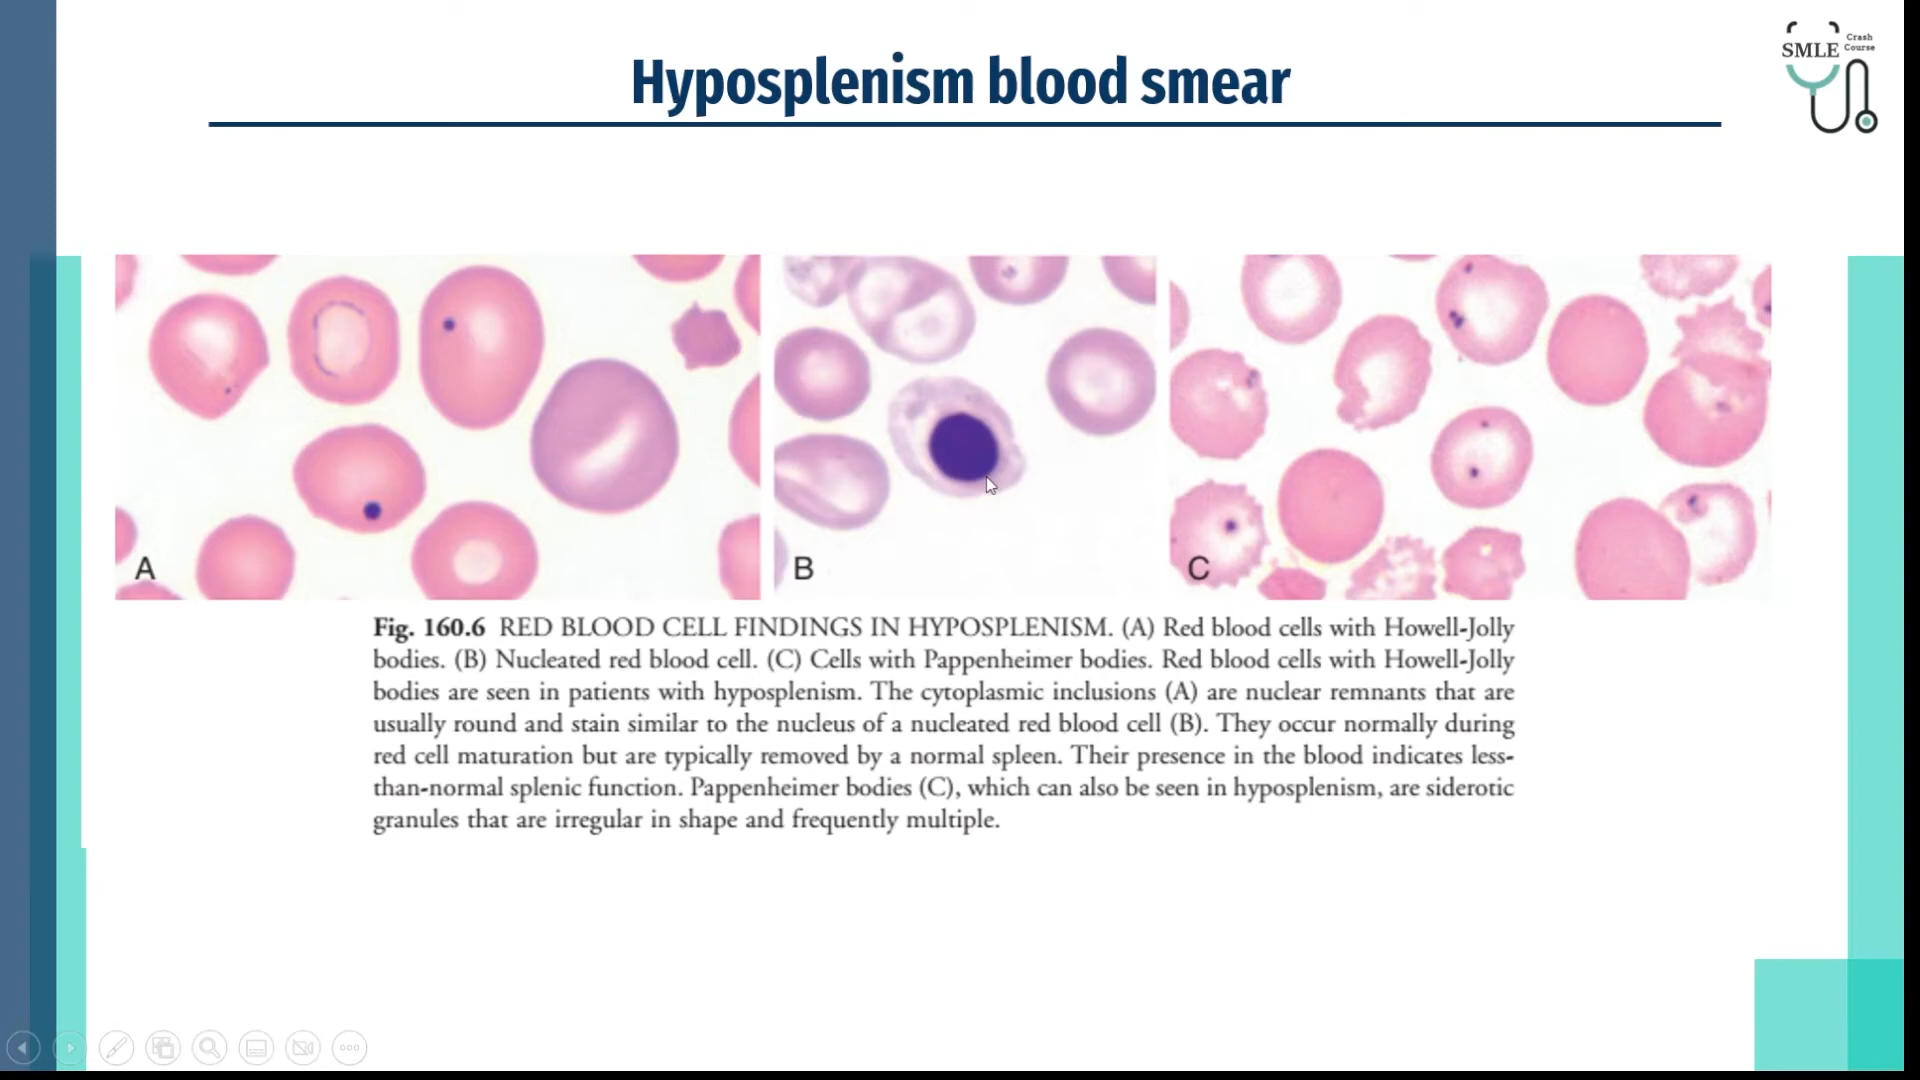 Hyposplenism blood smear
SMLE
Crash
Course
A
B
C
Fig. 160.6 RED BLOOD CELL FINDINGS IN HYPOSPLENISM. (A) Red blood cells with Howell-Jolly
bodies. (B) Nucleated red blood cell. (C) Cells with Pappenheimer bodies. Red blood cells with Howell-Jolly
bodies are seen in patients with hyposplenism. The cytoplasmic inclusions (A) are nuclear remnants that are
usually round and stain similar to the nucleus of a nucleated red blood cell (B). They occur normally during
red cell maturation but are typically removed by a normal spleen. Their presence in the blood indicates less-
than-normal splenic function. Pappenheimer bodies (C), which can also be seen in hyposplenism, are siderotic
granules that are irregular in shape and frequently multiple.